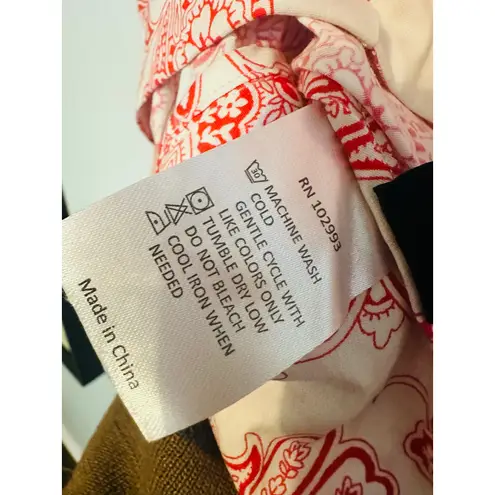 RN 102993
30 MACHINE WASH
COLD
GENTLE CYCLE WITH
LIKE COLORS ONLY
TUMBLE DRY LOW
DO NOT BLEACH
COOL IRON WHEN
NEEDED
Made in China